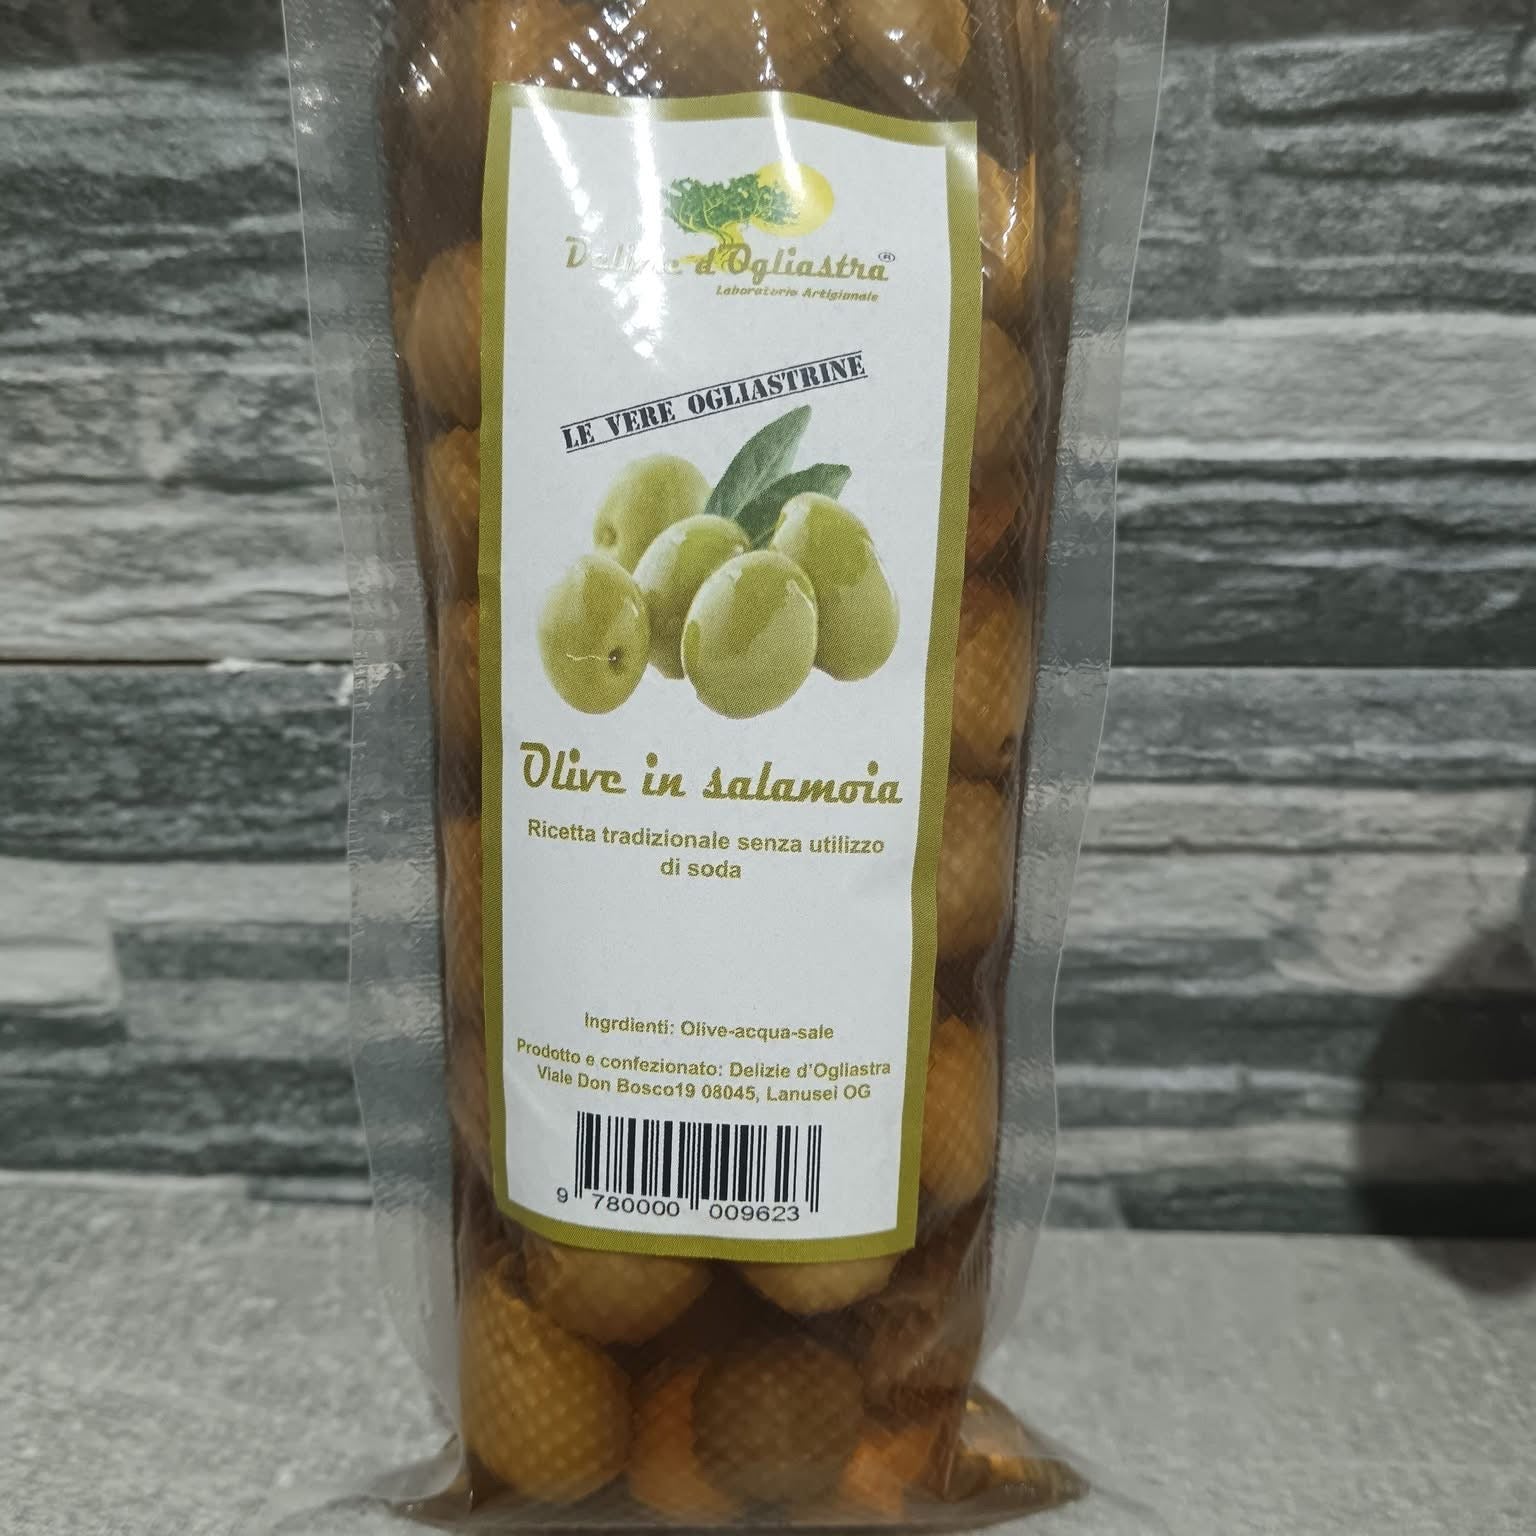 Delizie d'Ogliastra®
Laboratorio Artigianale
LE VERE OGLIASTRINE
Olive in salamoia
Ricetta tradizionale senza utilizzo
di soda
Ingrdienti: Olive-acqua-sale
Prodotto e confezionato: Delizie d'Ogliastra
Viale Don Bosco19 08045, Lanusei OG
9 780000 009623